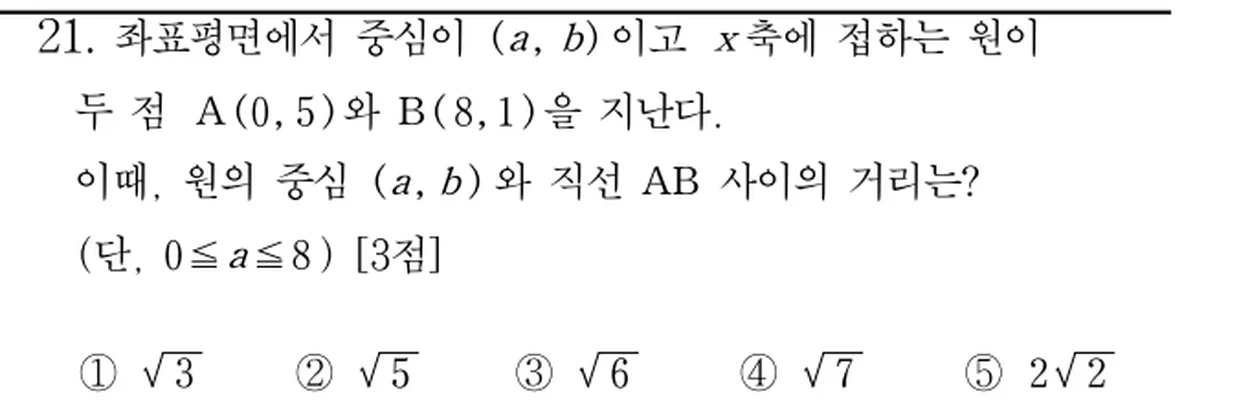 21. 좌표평면에서 중심이 (a, b)이고 x축에 접하는 원이
두 점 A(0, 5)와 B(8, 1)을 지난다.
이때, 원의 중심 (a, b)와 직선 AB 사이의 거리는?
(단, 0≦a≦8) [3점]
① √3 ② √5 ③ √6 ④ √7 ⑤ 2√2